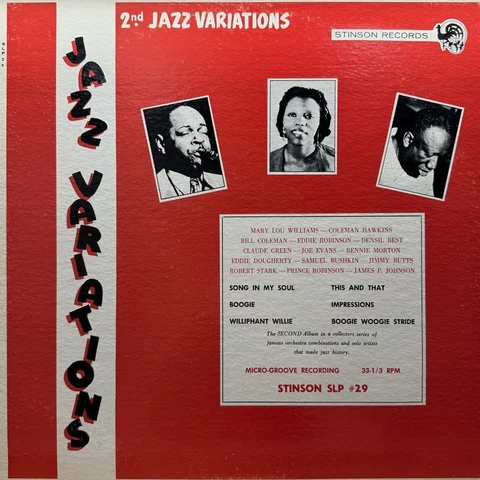 2nd JAZZ VARIATIONS
STINSON RECORDS
JAZZ VARIATIONS
MARY LOU WILLIAMS — COLEMAN HAWKINS
BILL COLEMAN — EDDIE ROBINSON — DENSIL BEST
CLAUDE GREEN — JOE EVANS — BENNIE MORTON
EDDIE DOUGHERTY — SAMUEL BUSHKIN — JIMMY BUTTS
ROBERT STARK — PRINCE ROBINSON — JAMES P. JOHNSON
SONG IN MY SOUL THIS AND THAT
BOOGIE IMPRESSIONS
WILLIPHANT WILLIE BOOGIE WOOGIE STRIDE
The SECOND Album in a collectors series of
famous orchestra combinations and solo artists
that made jazz history.
MICRO-GROOVE RECORDING 33-1/3 RPM
STINSON SLP #29